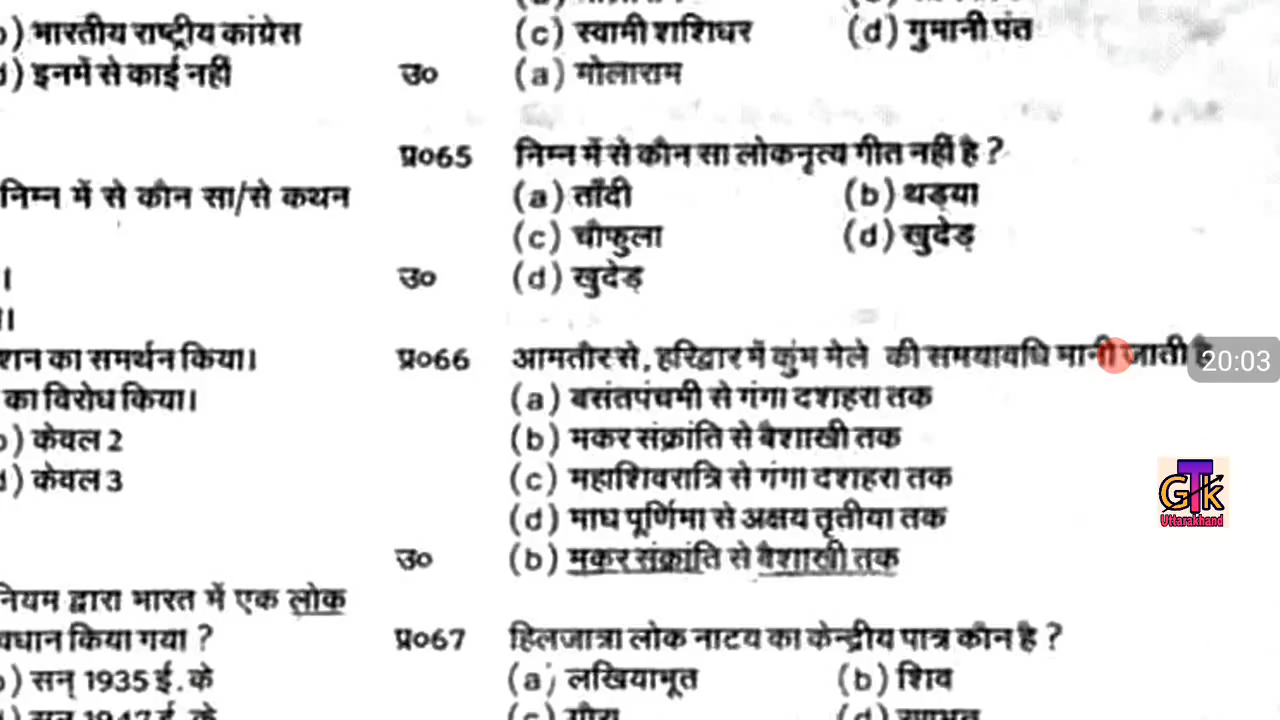 ) भारतीय राष्ट्रीय कांग्रेस
) इनमें से काई नहीं
निम्न में से कौन सा/से कथन
।
।
शन का समर्थन किया।
का विरोध किया।
) केवल 2
) केवल 3
नियम द्वारा भारत में एक लोक
वधान किया गया ?
) सन् 1935 ई. के
) सन् 1947 ई. के
(c) स्वामी शशिधर (d) गुमानी पंत
उ० (a) मोलाराम
प्र०65 निम्न में से कौन सा लोकनृत्य गीत नहीं है ?
(a) ताँदी (b) थड्या
(c) चौफुला (d) खुदेड़
उ० (d) खुदेड़
प्र०66 आमतौर से, हरिद्वार में कुंभ मेले की समयावधि मानी जाती है
(a) बसंतपंचमी से गंगा दशहरा तक
(b) मकर संक्रांति से बैशाखी तक
(c) महाशिवरात्रि से गंगा दशहरा तक
(d) माघ पूर्णिमा से अक्षय तृतीया तक
उ० (b) मकर संक्रांति से बैशाखी तक
प्र०67 हिलजात्रा लोक नाटय का केन्द्रीय पात्र कौन है ?
(a) लखियाभूत (b) शिव
(c) (d)
20:03
GTK
Uttarakhand